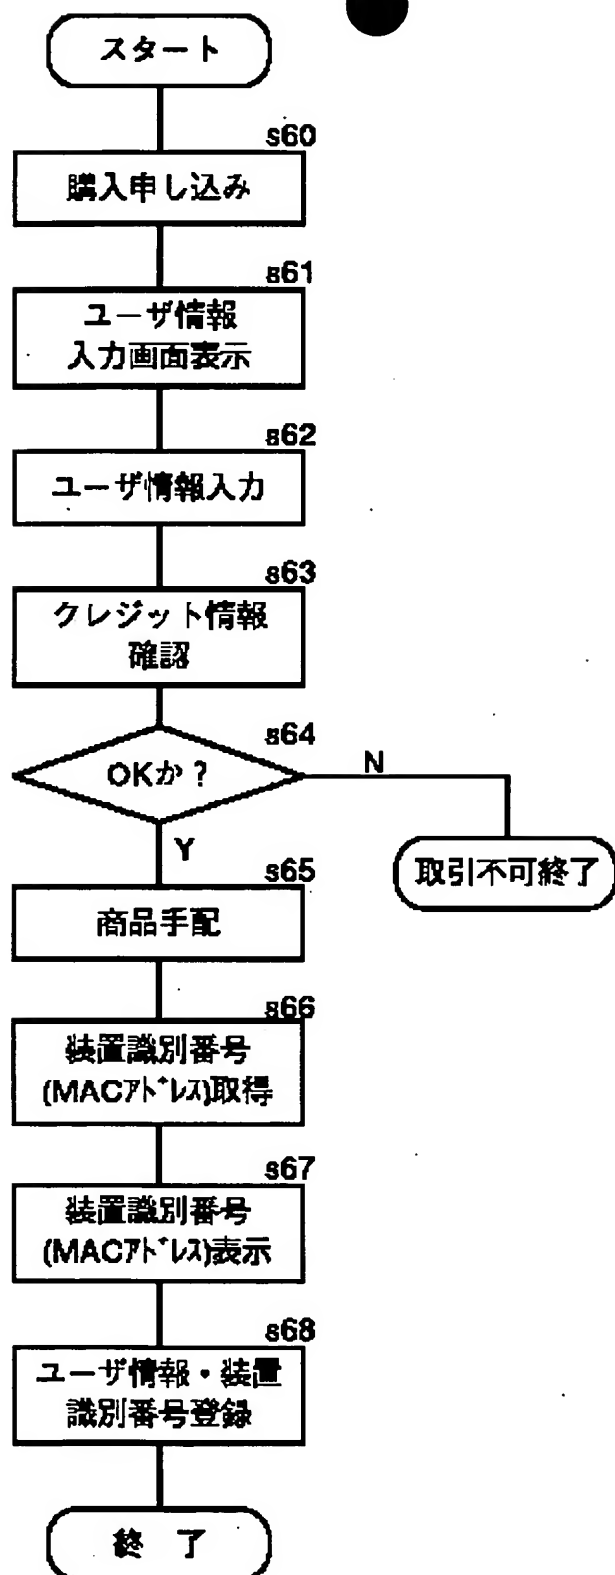 スタート
s60
購入申し込み
s61
ユーザ情報
入力画面表示
s62
ユーザ情報入力
s63
クレジット情報
確認
s64
OKか？
N
Y
取引不可終了
s65
商品手配
s66
装置識別番号
(MACｱﾄﾞﾚｽ)取得
s67
装置識別番号
(MACｱﾄﾞﾚｽ)表示
s68
ユーザ情報・装置
識別番号登録
終 了